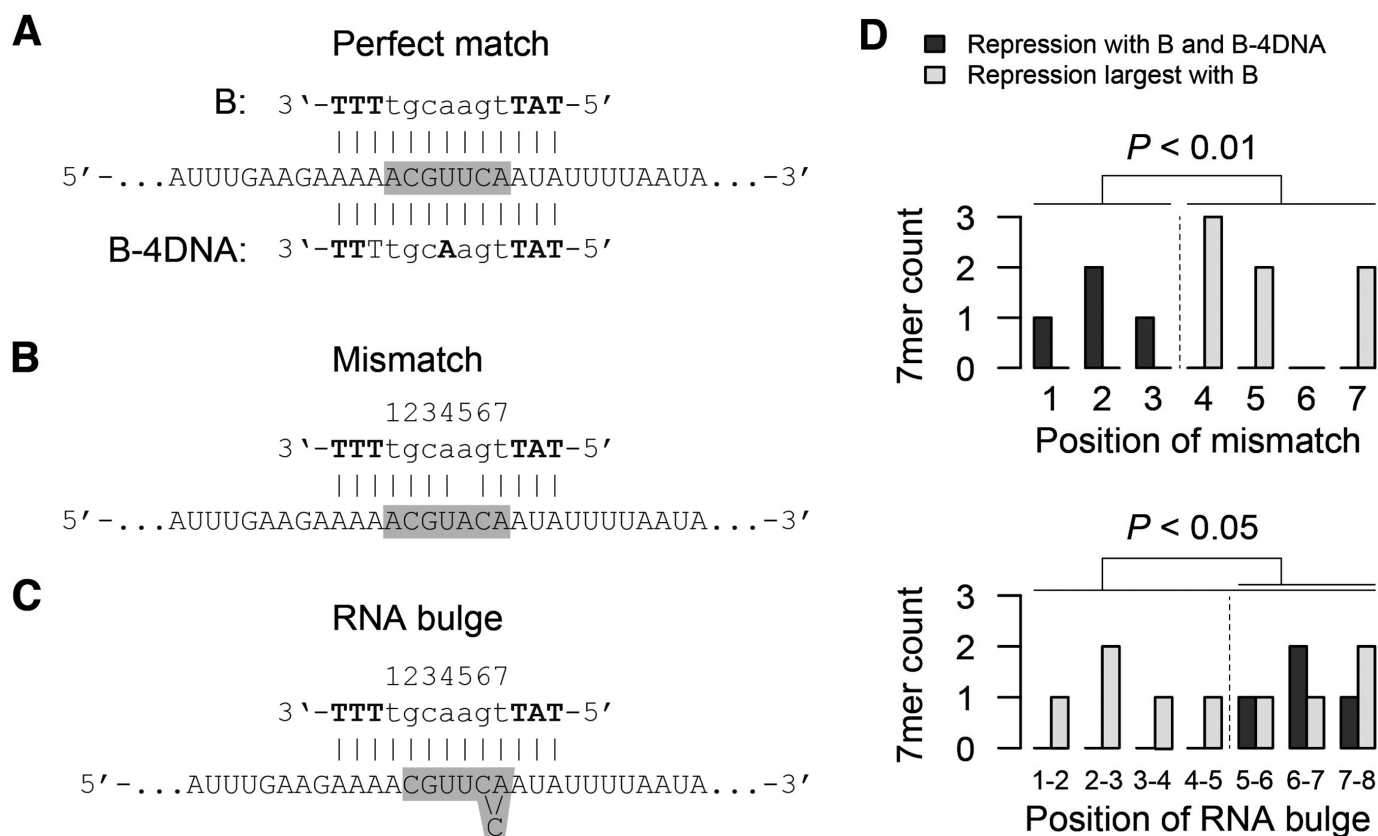 A
Perfect match
B: 3‘-TTTtgcaagtTAT-5’
5’-...AUUUGAAGAAAAACGUUCAAUAUUUUAAUA...-3’
B-4DNA: 3‘-TTTtgcAagtTAT-5’
B
Mismatch
1234567
3‘-TTTtgcaagtTAT-5’
5’-...AUUUGAAGAAAAACGUACAAUAUUUUAAUA...-3’
C
RNA bulge
1234567
3‘-TTTtgcaagtTAT-5’
5’-...AUUUGAAGAAAACGUUCAAUAUUUUAAUA...-3’
C
D
Repression with B and B-4DNA
Repression largest with B
P < 0.01
7mer count
3
2
1
0
1 2 3 4 5 6 7
Position of mismatch
P < 0.05
7mer count
3
2
1
0
1-2 2-3 3-4 4-5 5-6 6-7 7-8
Position of RNA bulge